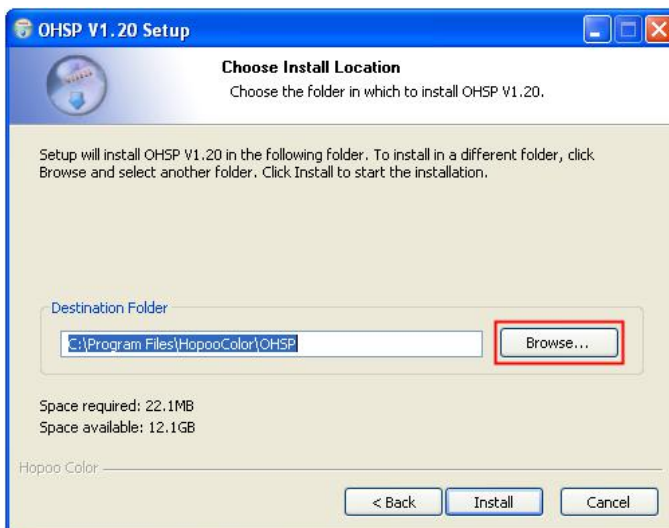 OHSP V1.20 Setup
Choose Install Location
Choose the folder in which to install OHSP V1.20.
Setup will install OHSP V1.20 in the following folder. To install in a different folder, click
Browse and select another folder. Click Install to start the installation.
Destination Folder
C:\Program Files\HopooColor\OHSP
Browse...
Space required: 22.1MB
Space available: 12.1GB
Hopoo Color
< Back
Install
Cancel